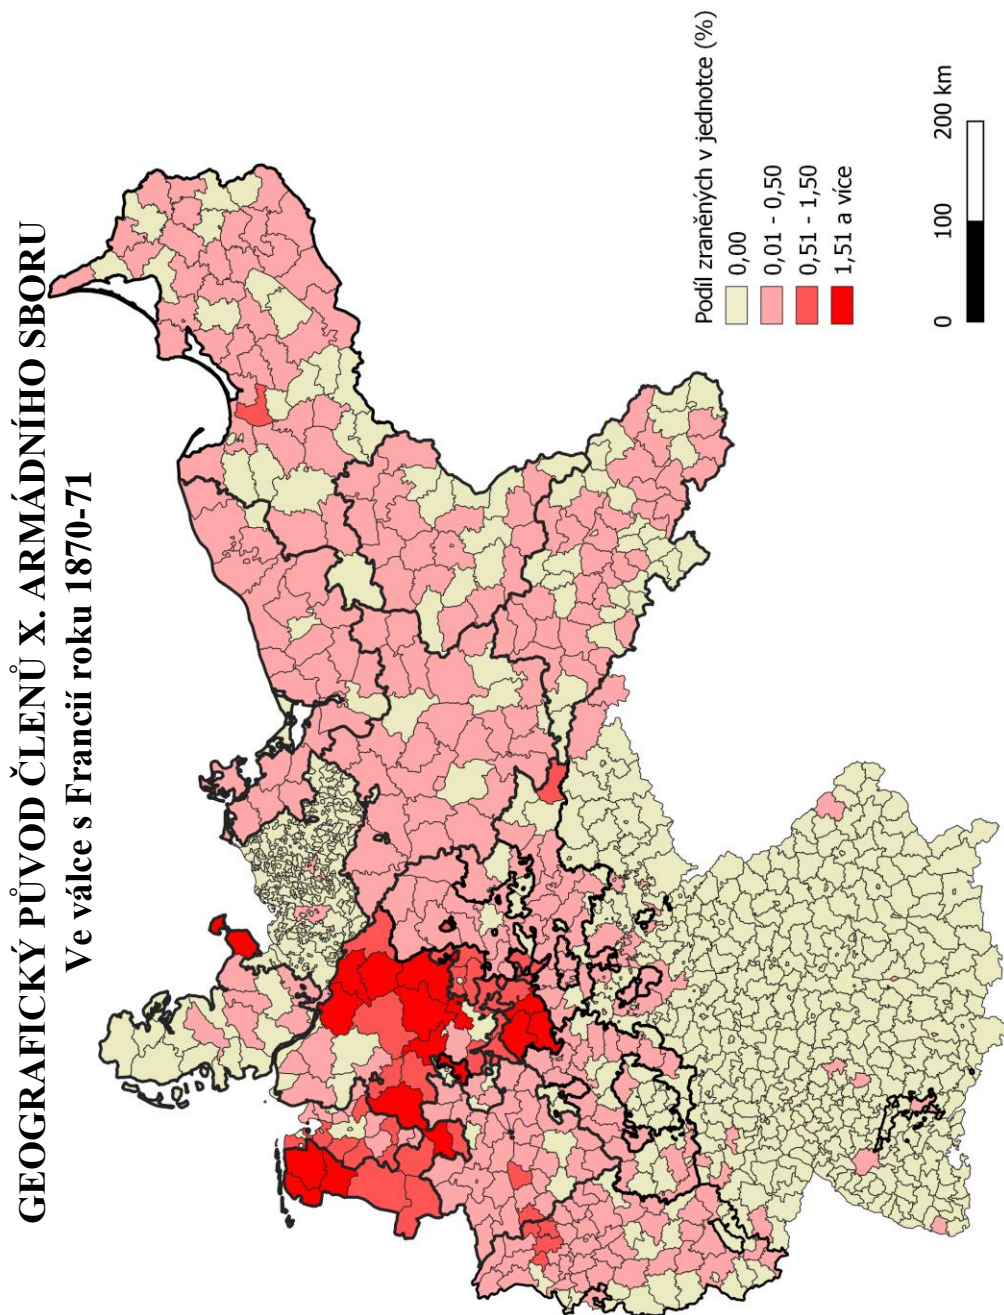 GEOGRAFICKÝ PŮVOD ČLENŮ X. ARMÁDNÍHO SBORU
Ve válce s Francií roku 1870-71
Podíl zraněných v jednotce (%)
0,00
0,01 - 0,50
0,51 - 1,50
1,51 a více
0 100 200 km